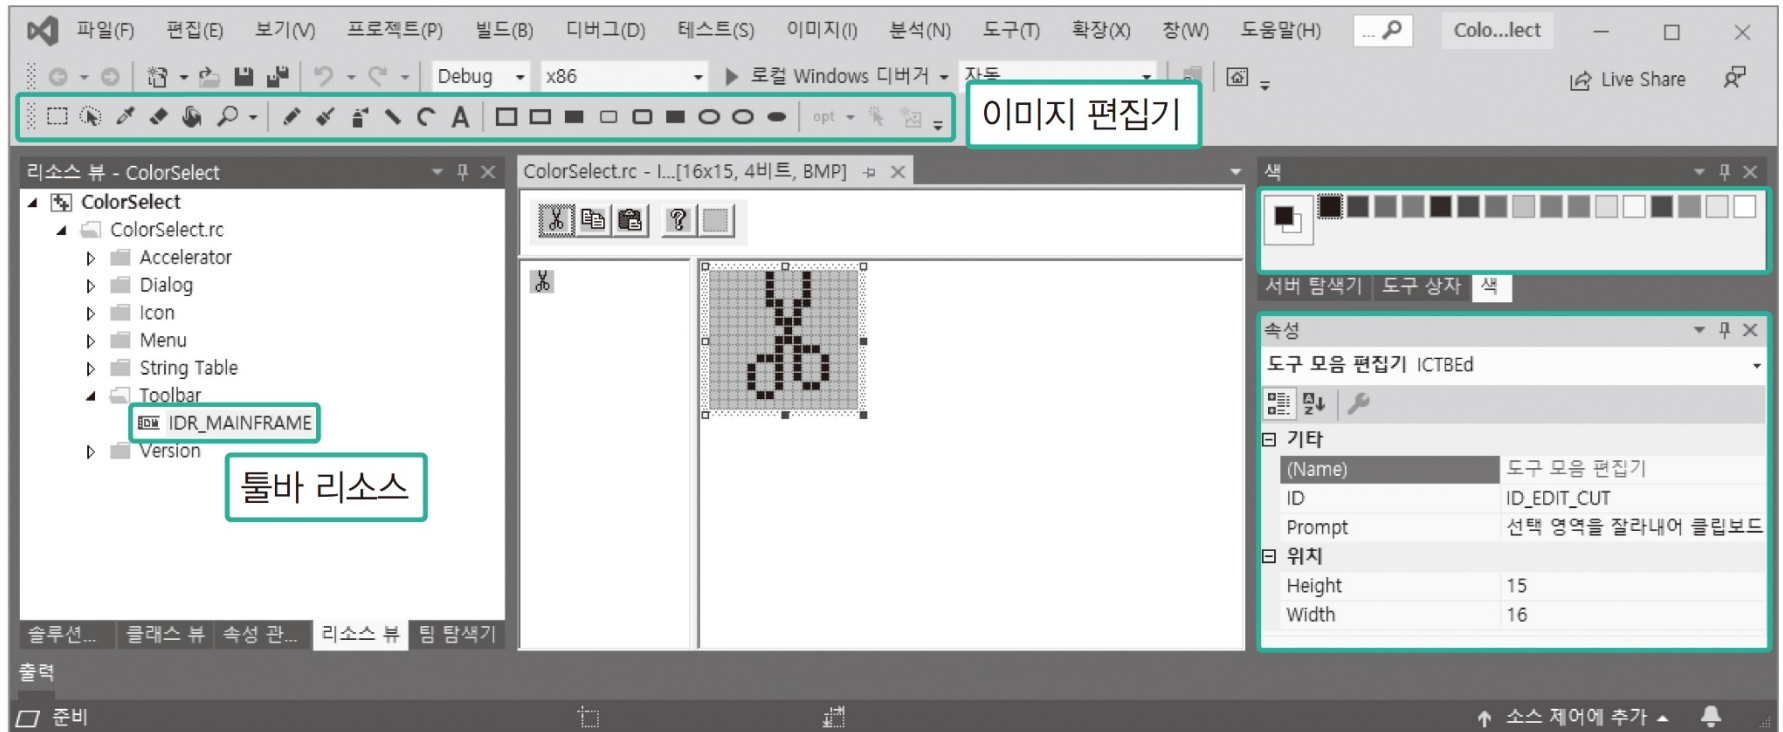 파일(F) 편집(E) 보기(V) 프로젝트(P) 빌드(B) 디버그(D) 테스트(S) 이미지(I) 분석(N) 도구(T) 확장(X) 창(W) 도움말(H) ... Colo...lect
Debug x86 로컬 Windows 디버거 자동 Live Share
A opt
이미지 편집기
리소스 뷰 - ColorSelect
ColorSelect
ColorSelect.rc
Accelerator
Dialog
Icon
Menu
String Table
Toolbar
IDR_MAINFRAME
Version
툴바 리소스
솔루션... 클래스 뷰 속성 관... 리소스 뷰 팀 탐색기
ColorSelect.rc - I...[16x15, 4비트, BMP]
색
서버 탐색기 도구 상자 색
속성
도구 모음 편집기 ICTBEd
기타
(Name) 도구 모음 편집기
ID ID_EDIT_CUT
Prompt 선택 영역을 잘라내어 클립보드
위치
Height 15
Width 16
출력
준비 소스 제어에 추가